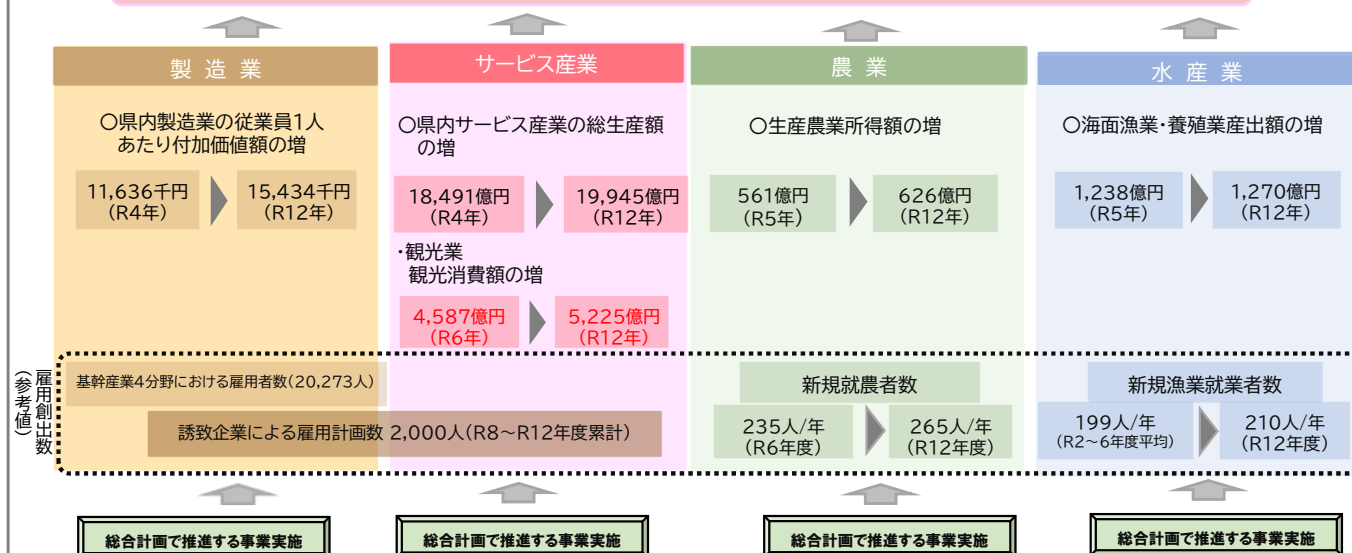 製造業
〇県内製造業の従業員1人
あたり付加価値額の増
11,636千円
(R4年)
15,434千円
(R12年)
サービス産業
〇県内サービス産業の総生産額
の増
18,491億円
(R4年)
19,945億円
(R12年)
・観光業
観光消費額の増
4,587億円
(R6年)
5,225億円
(R12年)
農業
〇生産農業所得額の増
561億円
(R5年)
626億円
(R12年)
水産業
〇海面漁業・養殖業産出額の増
1,238億円
(R5年)
1,270億円
(R12年)
雇用創出数
(参考値)
基幹産業4分野における雇用者数(20,273人)
誘致企業による雇用計画数 2,000人(R8～R12年度累計)
新規就農者数
235人/年
(R6年度)
265人/年
(R12年度)
新規漁業就業者数
199人/年
(R2～6年度平均)
210人/年
(R12年度)
総合計画で推進する事業実施
総合計画で推進する事業実施
総合計画で推進する事業実施
総合計画で推進する事業実施